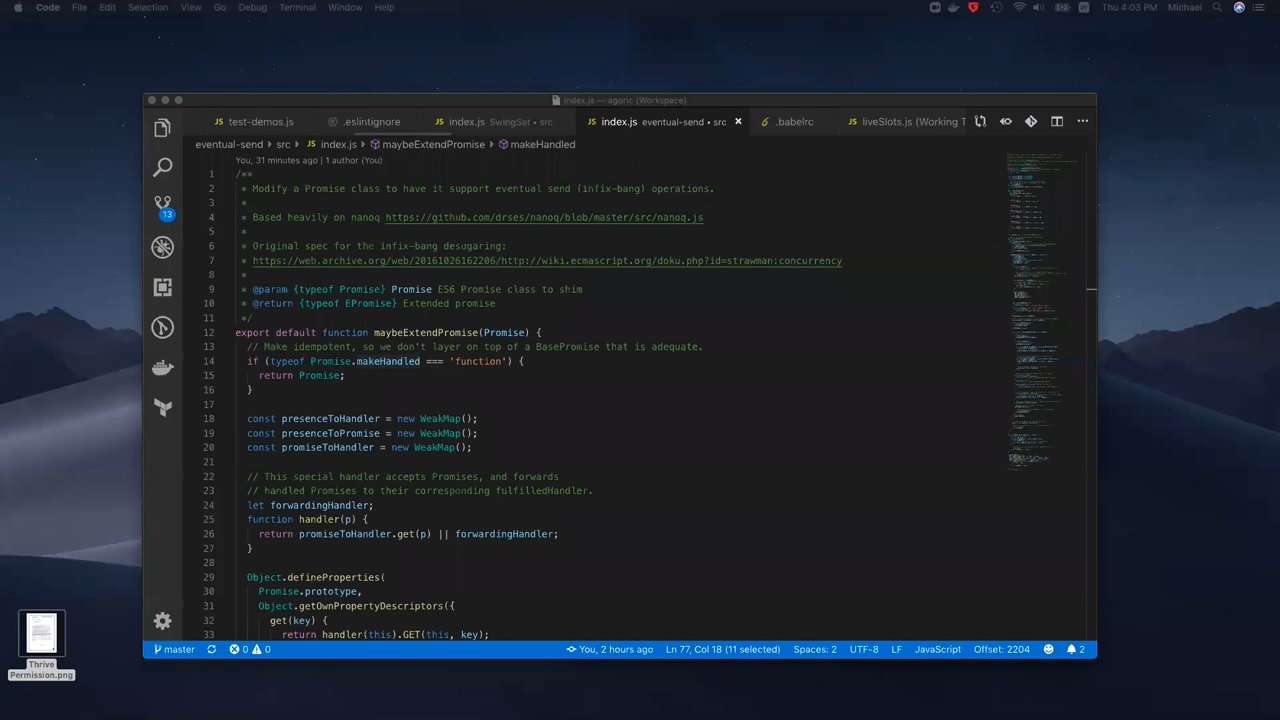 Code File Edit Selection View Go Debug Terminal Window Help Thu 4:03 PM Michael
index.js — agoric (Workspace)
test-demos.js .eslintignore index.js SwingSet • src index.js eventual-send • src .babelrc liveSlots.js (Working T
eventual-send › src › index.js › maybeExtendPromise › makeHandled
You, 31 minutes ago | 1 author (You)
1 /**
2 * Modify a Promise class to have it support eventual send (infix-bang) operations.
3 *
4 * Based heavily on nanoq https://github.com/drses/nanoq/blob/master/src/nanoq.js
5 *
6 * Original spec for the infix-bang desugaring:
7 * https://web.archive.org/web/20161026162206/http://wiki.ecmascript.org/doku.php?id=strawman:concurrency
8 *
9 * @param {typeof Promise} Promise ES6 Promise class to shim
10 * @return {typeof EPromise} Extended promise
11 */
12 export default function maybeExtendPromise(Promise) {
13 // Make idempotent, so we don't layer on top of a BasePromise that is adequate.
14 if (typeof Promise.makeHandled === 'function') {
15 return Promise;
16 }
17
18 const presenceToHandler = new WeakMap();
19 const presenceToPromise = new WeakMap();
20 const promiseToHandler = new WeakMap();
21
22 // This special handler accepts Promises, and forwards
23 // handled Promises to their corresponding fulfilledHandler.
24 let forwardingHandler;
25 function handler(p) {
26 return promiseToHandler.get(p) || forwardingHandler;
27 }
28
29 Object.defineProperties(
30 Promise.prototype,
31 Object.getOwnPropertyDescriptors({
32 get(key) {
33 return handler(this).GET(this, key);
13
master 0 0 You, 2 hours ago Ln 77, Col 18 (11 selected) Spaces: 2 UTF-8 LF JavaScript Offset: 2204 2
Thrive
Permission.png